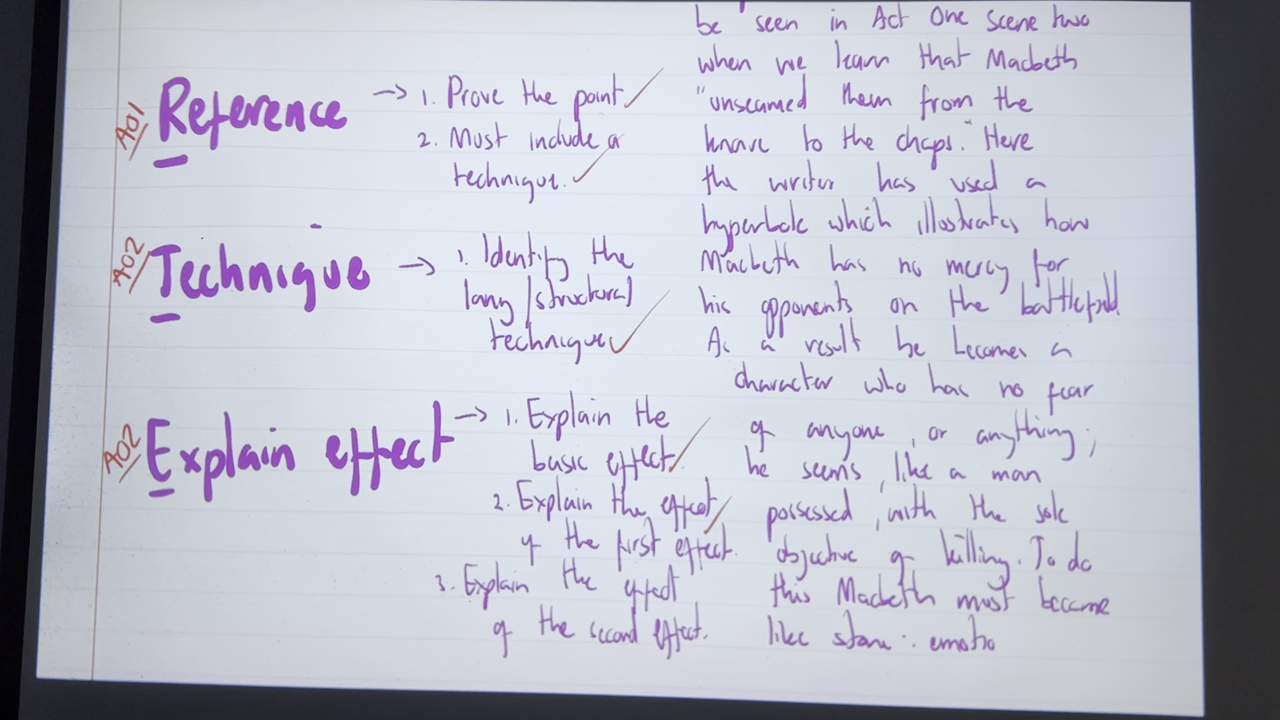 AO1
Reference → 1. Prove the point ✓
2. Must include a
technique. ✓
AO2
Technique → 1. Identify the
lang/structural
technique ✓
AO2
Explain effect → 1. Explain the
basic effect. ✓
2. Explain the effect
of the first effect. ✓
3. Explain the effect
of the second effect.
be seen in Act One scene two
when we learn that Macbeth
"unseamed them from the
knave to the chaps." Here
the writer has used a
hyperbole which illustrates how
Macbeth has no mercy for
his opponents on the battlefield
As a result he becomes a
character who has no fear
of anyone, or anything;
he seems, like a man
possessed, with the sole
objective of killing. To do
this Macbeth must become
like stone: emotio